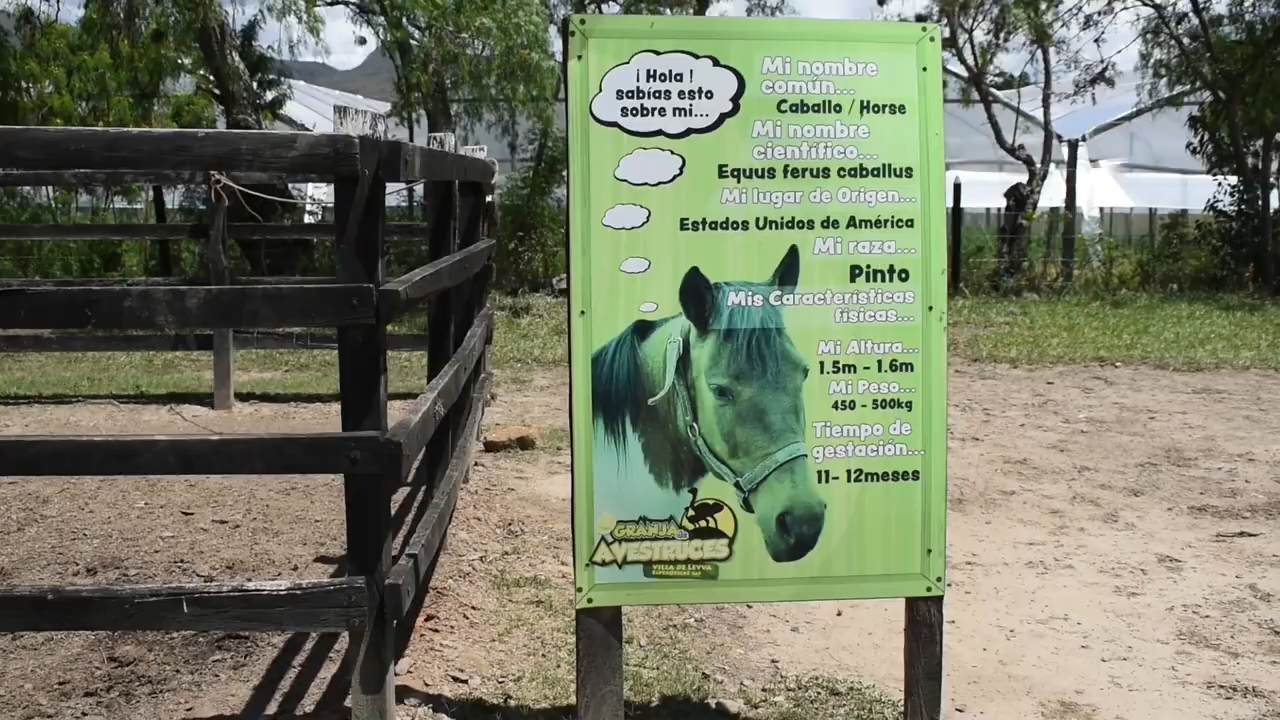 ¡ Hola !
sabías esto
sobre mi...
Mi nombre
común...
Caballo / Horse
Mi nombre
científico...
Equus ferus caballus
Mi lugar de Origen...
Estados Unidos de América
Mi raza...
Pinto
Mis Características
físicas...
Mi Altura...
1.5m - 1.6m
Mi Peso...
450 - 500kg
Tiempo de
gestación...
11- 12meses
GRANJA de
AVESTRUCES
VILLA DE LEYVA